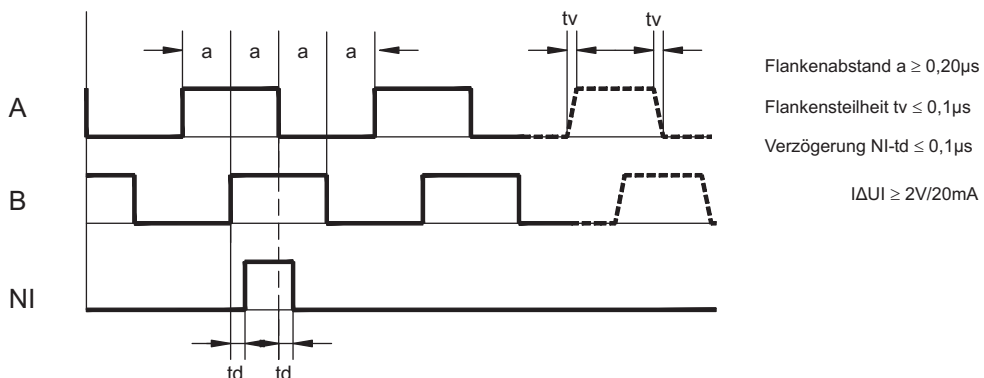 tv tv
a a a a
Flankenabstand a ≥ 0,20µs
A
Flankensteilheit tv ≤ 0,1µs
Verzögerung NI-td ≤ 0,1µs
B
IΔUI ≥ 2V/20mA
NI
td td